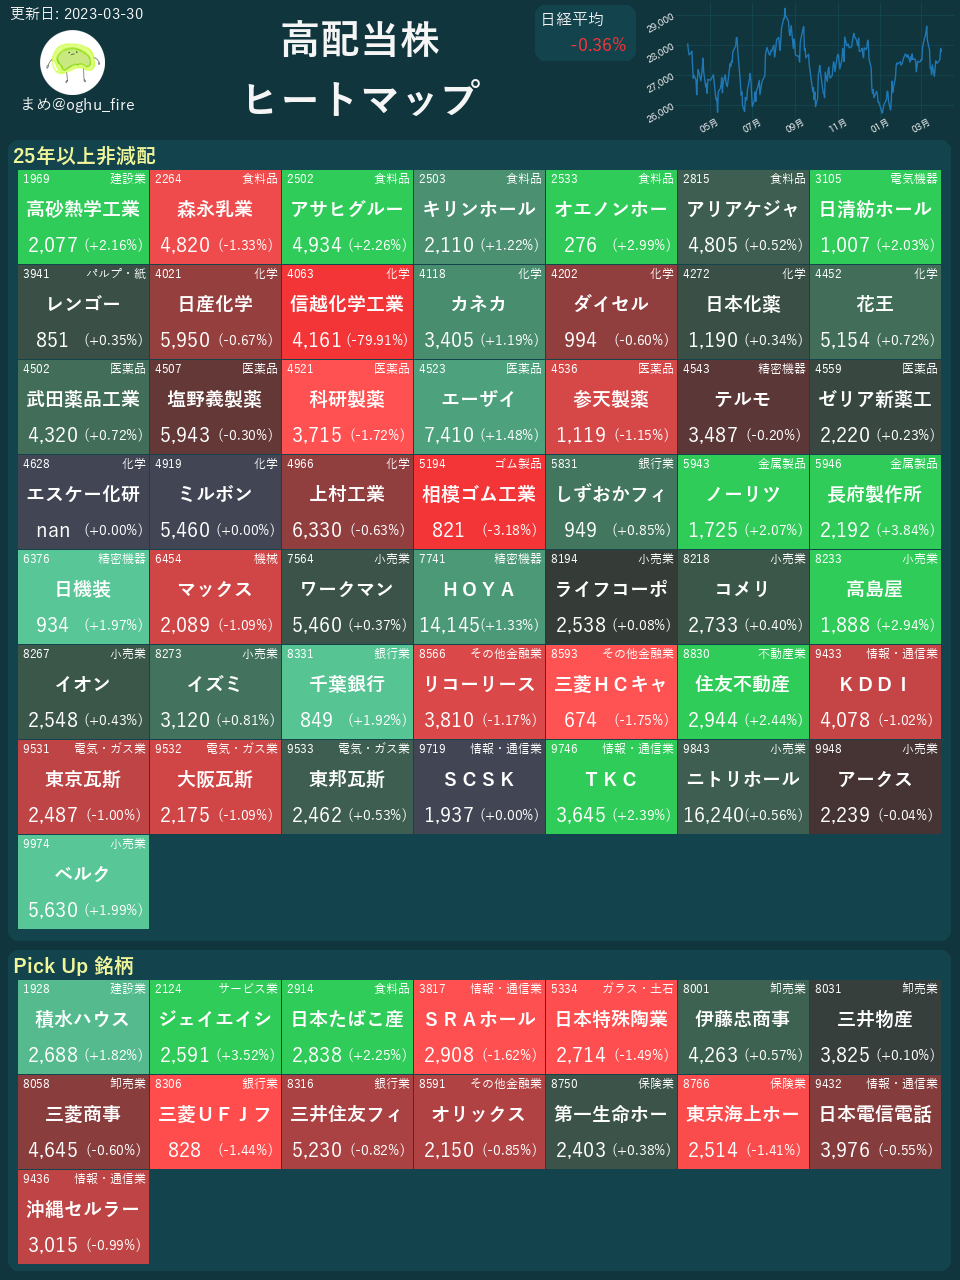 更新日: 2023-03-30
まめ@oghu_fire
高配当株
ヒートマップ
日経平均
-0.36%
29,000
28,000
27,000
26,000
05月 07月 09月 11月 01月 03月
25年以上非減配
1969 建設業 2264 食料品 2502 食料品 2503 食料品 2533 食料品 2815 食料品 3105 電気機器
高砂熱学工業 森永乳業 アサヒグルー キリンホール オエノンホー アリアケジャ 日清紡ホール
2,077 (+2.16%) 4,820 (-1.33%) 4,934 (+2.26%) 2,110 (+1.22%) 276 (+2.99%) 4,805 (+0.52%) 1,007 (+2.03%)
3941 パルプ・紙 4021 化学 4063 化学 4118 化学 4202 化学 4272 化学 4452 化学
レンゴー 日産化学 信越化学工業 カネカ ダイセル 日本化薬 花王
851 (+0.35%) 5,950 (-0.67%) 4,161 (-79.91%) 3,405 (+1.19%) 994 (-0.60%) 1,190 (+0.34%) 5,154 (+0.72%)
4502 医薬品 4507 医薬品 4521 医薬品 4523 医薬品 4536 医薬品 4543 精密機器 4559 医薬品
武田薬品工業 塩野義製薬 科研製薬 エーザイ 参天製薬 テルモ ゼリア新薬工
4,320 (+0.72%) 5,943 (-0.30%) 3,715 (-1.72%) 7,410 (+1.48%) 1,119 (-1.15%) 3,487 (-0.20%) 2,220 (+0.23%)
4628 化学 4919 化学 4966 化学 5194 ゴム製品 5831 銀行業 5943 金属製品 5946 金属製品
エスケー化研 ミルボン 上村工業 相模ゴム工業 しずおかフィ ノーリツ 長府製作所
nan (+0.00%) 5,460 (+0.00%) 6,330 (-0.63%) 821 (-3.18%) 949 (+0.85%) 1,725 (+2.07%) 2,192 (+3.84%)
6376 精密機器 6454 機械 7564 小売業 7741 精密機器 8194 小売業 8218 小売業 8233 小売業
日機装 マックス ワークマン ＨＯＹＡ ライフコーポ コメリ 高島屋
934 (+1.97%) 2,089 (-1.09%) 5,460 (+0.37%) 14,145(+1.33%) 2,538 (+0.08%) 2,733 (+0.40%) 1,888 (+2.94%)
8267 小売業 8273 小売業 8331 銀行業 8566 その他金融業 8593 その他金融業 8830 不動産業 9433 情報・通信業
イオン イズミ 千葉銀行 リコーリース 三菱ＨＣキャ 住友不動産 ＫＤＤＩ
2,548 (+0.43%) 3,120 (+0.81%) 849 (+1.92%) 3,810 (-1.17%) 674 (-1.75%) 2,944 (+2.44%) 4,078 (-1.02%)
9531 電気・ガス業 9532 電気・ガス業 9533 電気・ガス業 9719 情報・通信業 9746 情報・通信業 9843 小売業 9948 小売業
東京瓦斯 大阪瓦斯 東邦瓦斯 ＳＣＳＫ ＴＫＣ ニトリホール アークス
2,487 (-1.00%) 2,175 (-1.09%) 2,462 (+0.53%) 1,937 (+0.00%) 3,645 (+2.39%) 16,240(+0.56%) 2,239 (-0.04%)
9974 小売業
ベルク
5,630 (+1.99%)
Pick Up 銘柄
1928 建設業 2124 サービス業 2914 食料品 3817 情報・通信業 5334 ガラス・土石 8001 卸売業 8031 卸売業
積水ハウス ジェイエイシ 日本たばこ産 ＳＲＡホール 日本特殊陶業 伊藤忠商事 三井物産
2,688 (+1.82%) 2,591 (+3.52%) 2,838 (+2.25%) 2,908 (-1.62%) 2,714 (-1.49%) 4,263 (+0.57%) 3,825 (+0.10%)
8058 卸売業 8306 銀行業 8316 銀行業 8591 その他金融業 8750 保険業 8766 保険業 9432 情報・通信業
三菱商事 三菱ＵＦＪフ 三井住友フィ オリックス 第一生命ホー 東京海上ホー 日本電信電話
4,645 (-0.60%) 828 (-1.44%) 5,230 (-0.82%) 2,150 (-0.85%) 2,403 (+0.38%) 2,514 (-1.41%) 3,976 (-0.55%)
9436 情報・通信業
沖縄セルラー
3,015 (-0.99%)